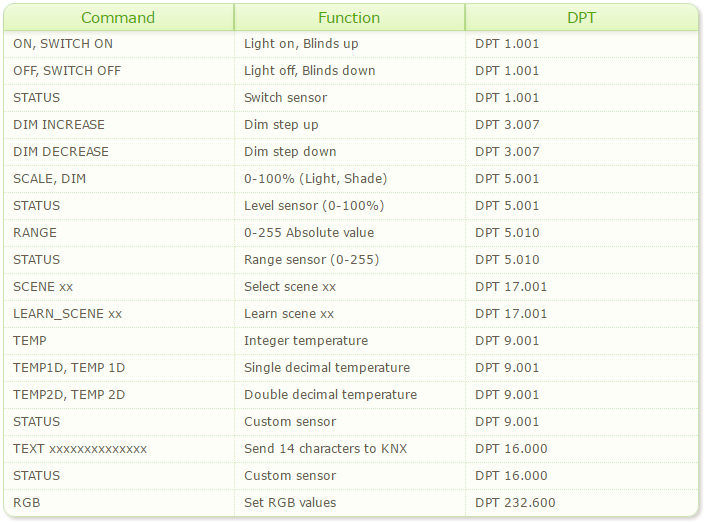 Command Function DPT
ON, SWITCH ON Light on, Blinds up DPT 1.001
OFF, SWITCH OFF Light off, Blinds down DPT 1.001
STATUS Switch sensor DPT 1.001
DIM INCREASE Dim step up DPT 3.007
DIM DECREASE Dim step down DPT 3.007
SCALE, DIM 0-100% (Light, Shade) DPT 5.001
STATUS Level sensor (0-100%) DPT 5.001
RANGE 0-255 Absolute value DPT 5.010
STATUS Range sensor (0-255) DPT 5.010
SCENE xx Select scene xx DPT 17.001
LEARN_SCENE xx Learn scene xx DPT 17.001
TEMP Integer temperature DPT 9.001
TEMP1D, TEMP 1D Single decimal temperature DPT 9.001
TEMP2D, TEMP 2D Double decimal temperature DPT 9.001
STATUS Custom sensor DPT 9.001
TEXT xxxxxxxxxxxxxx Send 14 characters to KNX DPT 16.000
STATUS Custom sensor DPT 16.000
RGB Set RGB values DPT 232.600